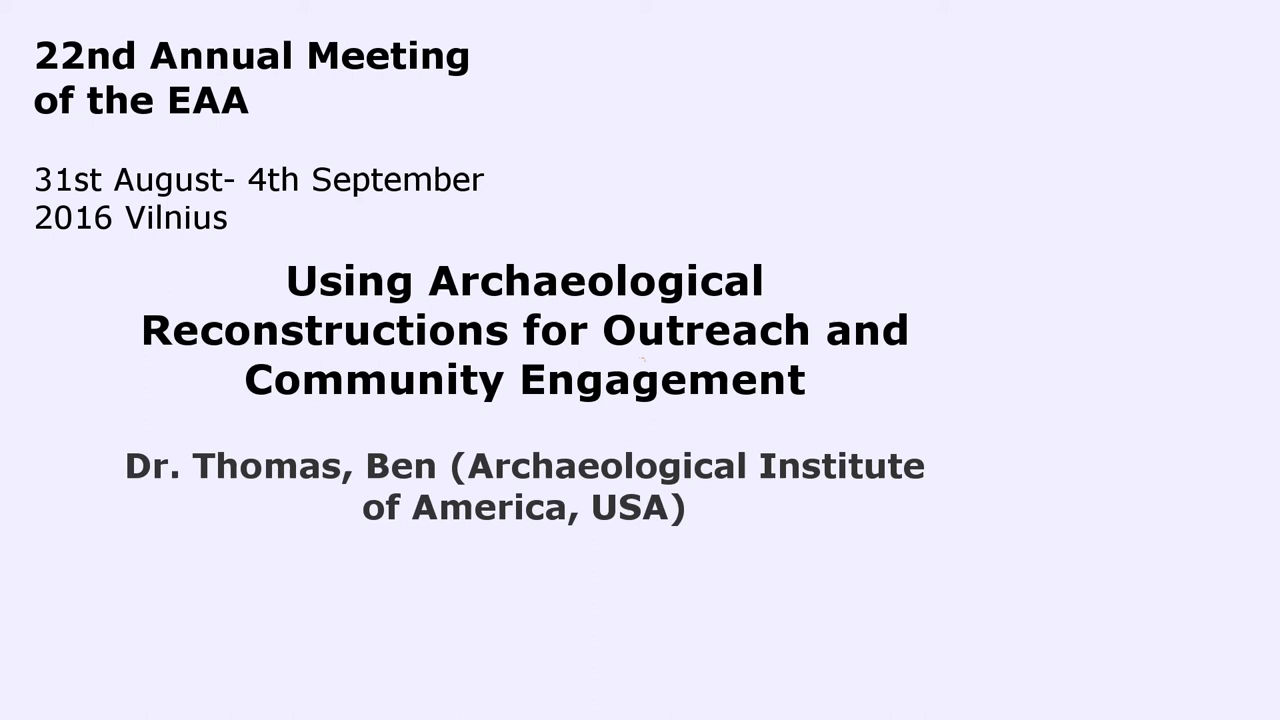 22nd Annual Meeting
of the EAA
31st August- 4th September
2016 Vilnius
Using Archaeological
Reconstructions for Outreach and
Community Engagement
Dr. Thomas, Ben (Archaeological Institute
of America, USA)